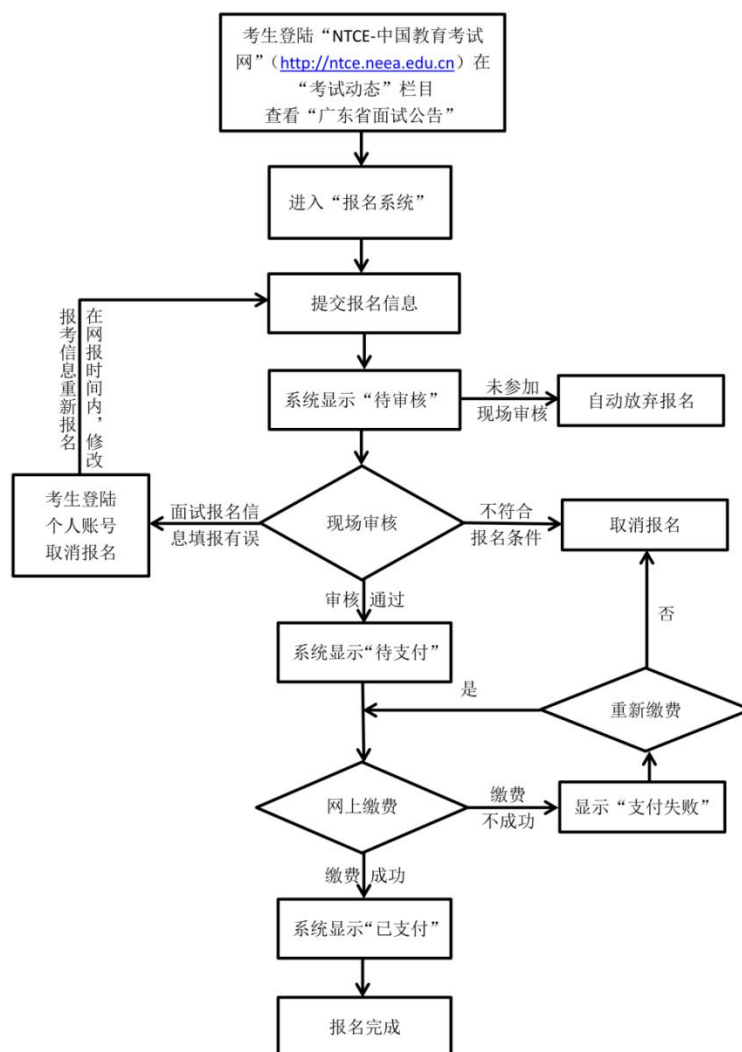 考生登陆“NTCE-中国教育考试
网”(http://ntce.neea.edu.cn)在
“考试动态”栏目
查看“广东省面试公告”
进入“报名系统”
提交报名信息
在网报时间内，修改
报考信息重新报名
系统显示“待审核”
未参加
现场审核
自动放弃报名
考生登陆
个人账号
取消报名
面试报名信
息填报有误
现场审核
不符合
报名条件
取消报名
审核 通过
否
系统显示“待支付”
是
重新缴费
网上缴费
缴费
不成功
显示“支付失败”
缴费 成功
系统显示“已支付”
报名完成